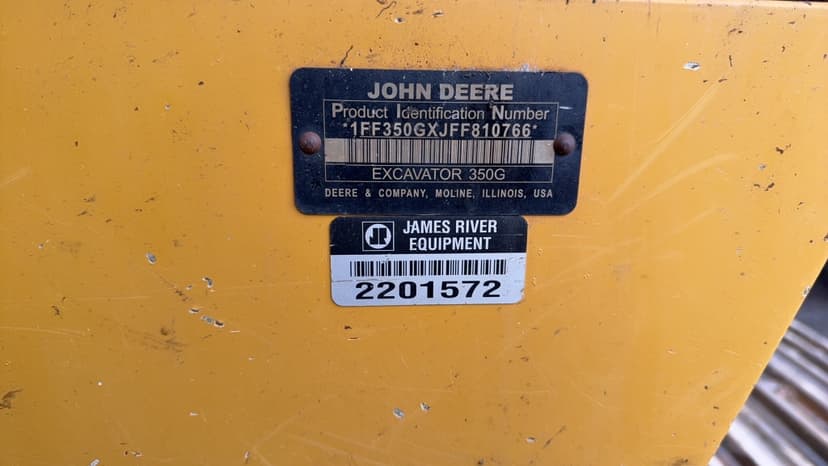 JOHN DEERE
Product Identification Number
*1FF350GXJFF810766*
EXCAVATOR 350G
DEERE & COMPANY, MOLINE, ILLINOIS, USA
JAMES RIVER
EQUIPMENT
2201572